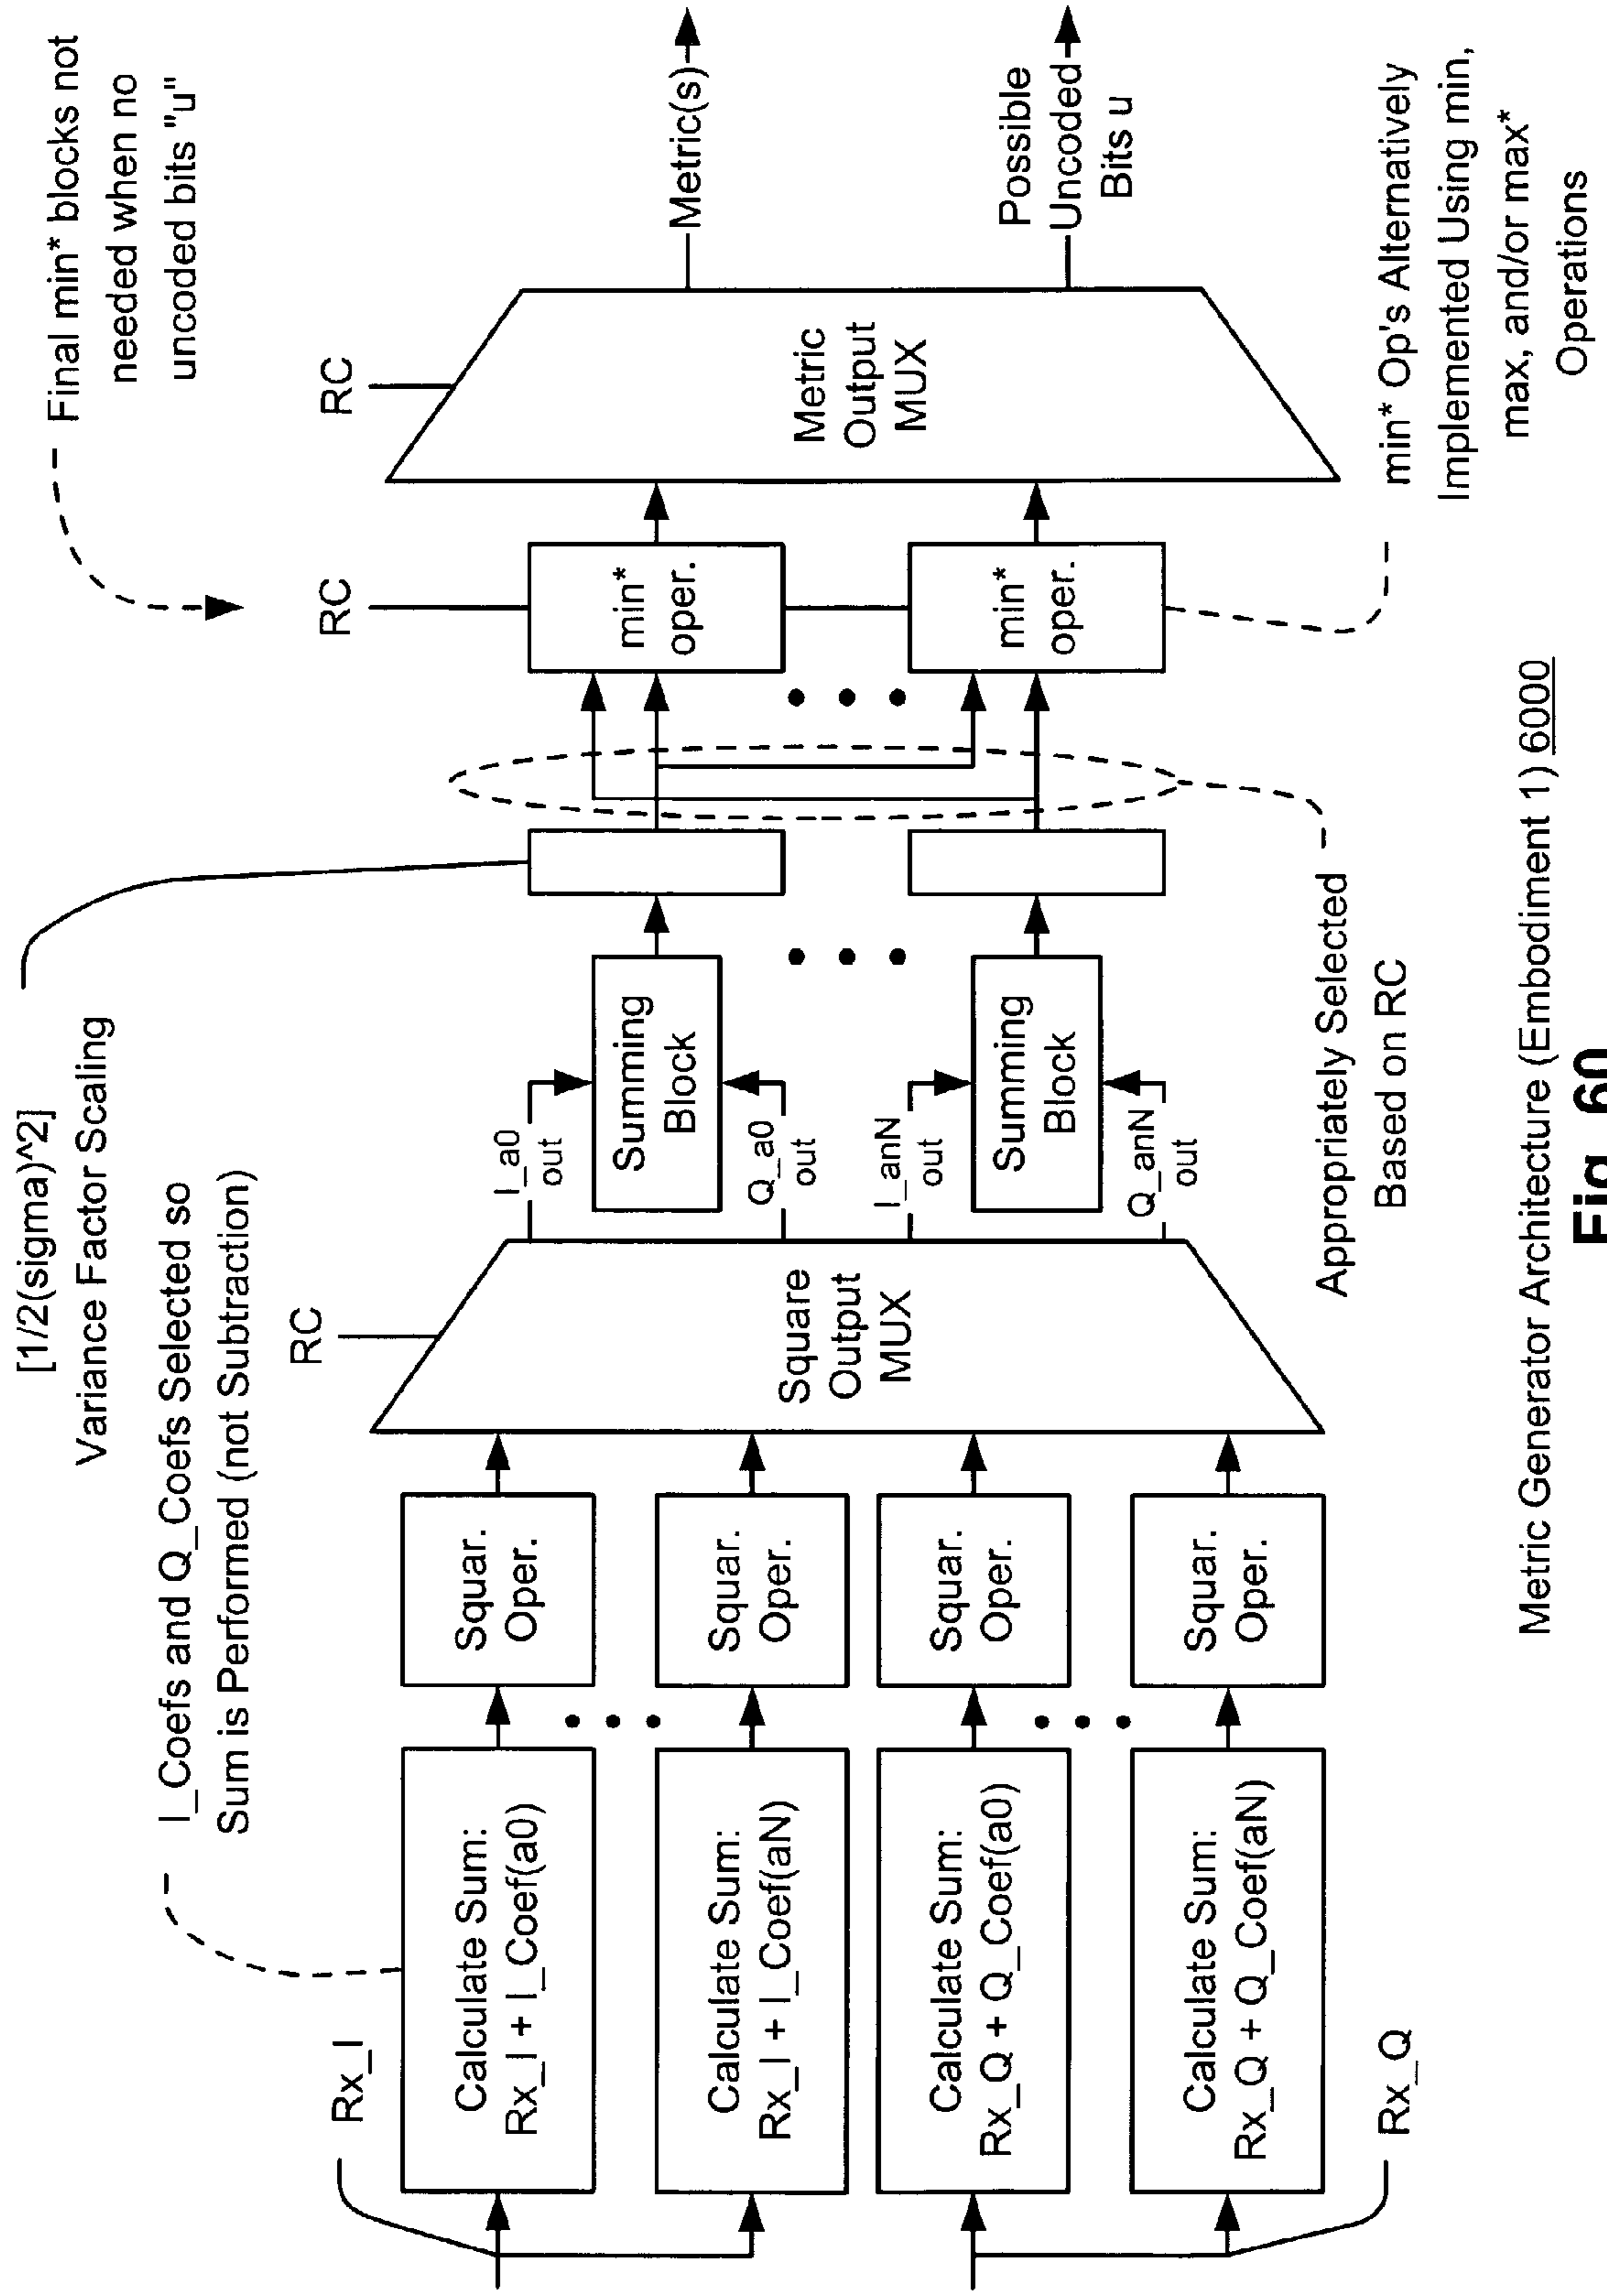 [1/2(sigma)^2]
Variance Factor Scaling
I_Coefs and Q_Coefs Selected so
Sum is Performed (not Subtraction)
Final min* blocks not
needed when no
uncoded bits "u"
Rx_I
Calculate Sum:
Rx_I + I_Coef(a0)
Calculate Sum:
Rx_I + I_Coef(aN)
Calculate Sum:
Rx_Q + Q_Coef(a0)
Calculate Sum:
Rx_Q + Q_Coef(aN)
Rx_Q
Squar.
Oper.
Squar.
Oper.
Squar.
Oper.
Squar.
Oper.
RC
Square
Output
MUX
I_a0
out
Q_a0
out
I_anN
out
Q_anN
out
Summing
Block
Summing
Block
RC
min*
oper.
min*
oper.
RC
Metric
Output
MUX
Metric(s)
Possible
Uncoded
Bits u
Appropriately Selected
Based on RC
min* Op's Alternatively
Implemented Using min,
max, and/or max*
Operations
Metric Generator Architecture (Embodiment 1) 6000
Fig. 60